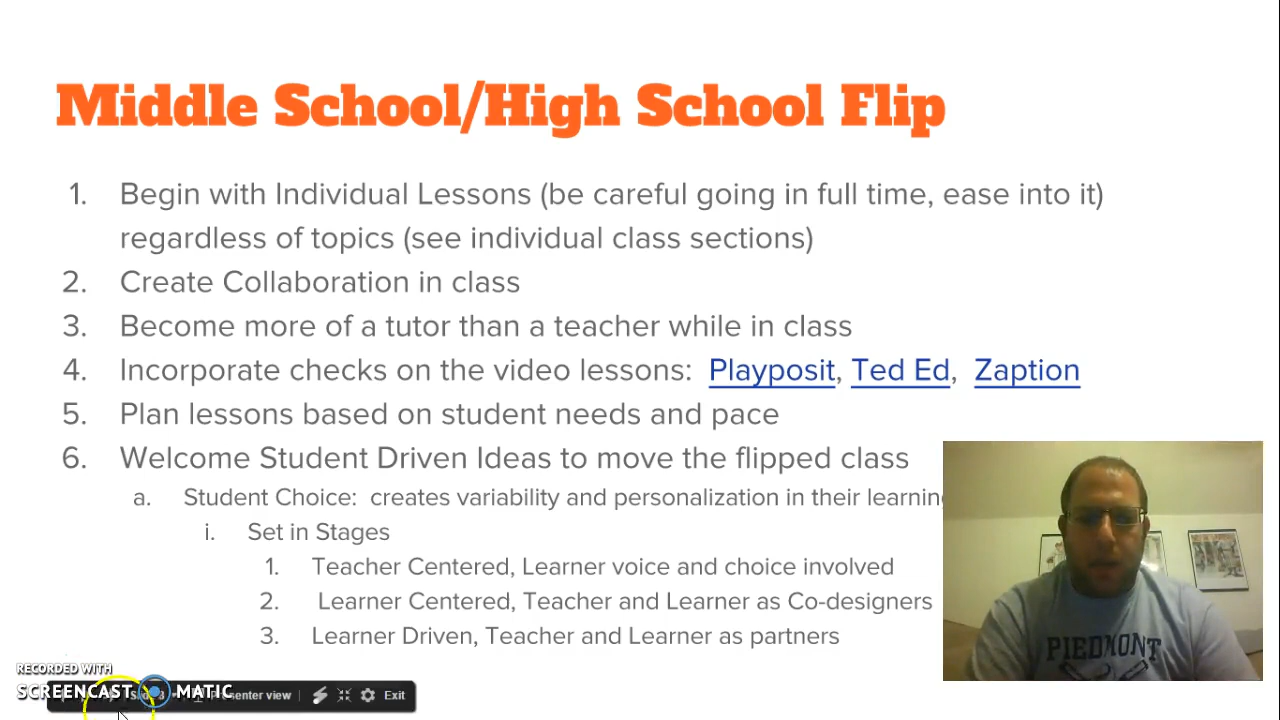 Middle School/High School Flip
1. Begin with Individual Lessons (be careful going in full time, ease into it)
regardless of topics (see individual class sections)
2. Create Collaboration in class
3. Become more of a tutor than a teacher while in class
4. Incorporate checks on the video lessons: Playposit, Ted Ed, Zaption
5. Plan lessons based on student needs and pace
6. Welcome Student Driven Ideas to move the flipped class
a. Student Choice: creates variability and personalization in their learning
i. Set in Stages
1. Teacher Centered, Learner voice and choice involved
2. Learner Centered, Teacher and Learner as Co-designers
3. Learner Driven, Teacher and Learner as partners
PIEDMONT
RECORDED WITH
SCREENCAST MATIC
Presenter view Exit